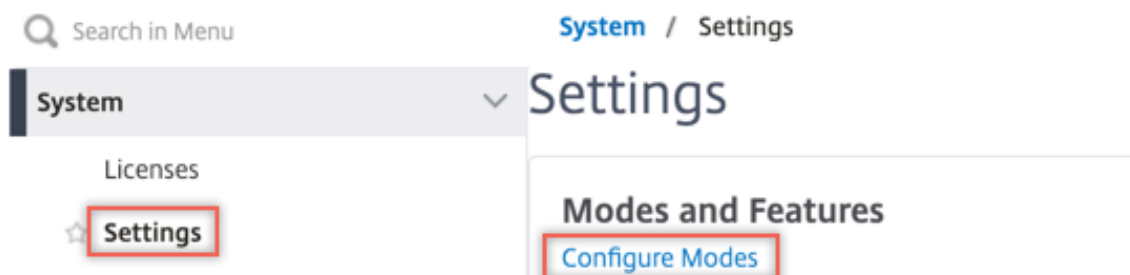 Search in Menu
System
Licenses
Settings
System / Settings
Settings
Modes and Features
Configure Modes